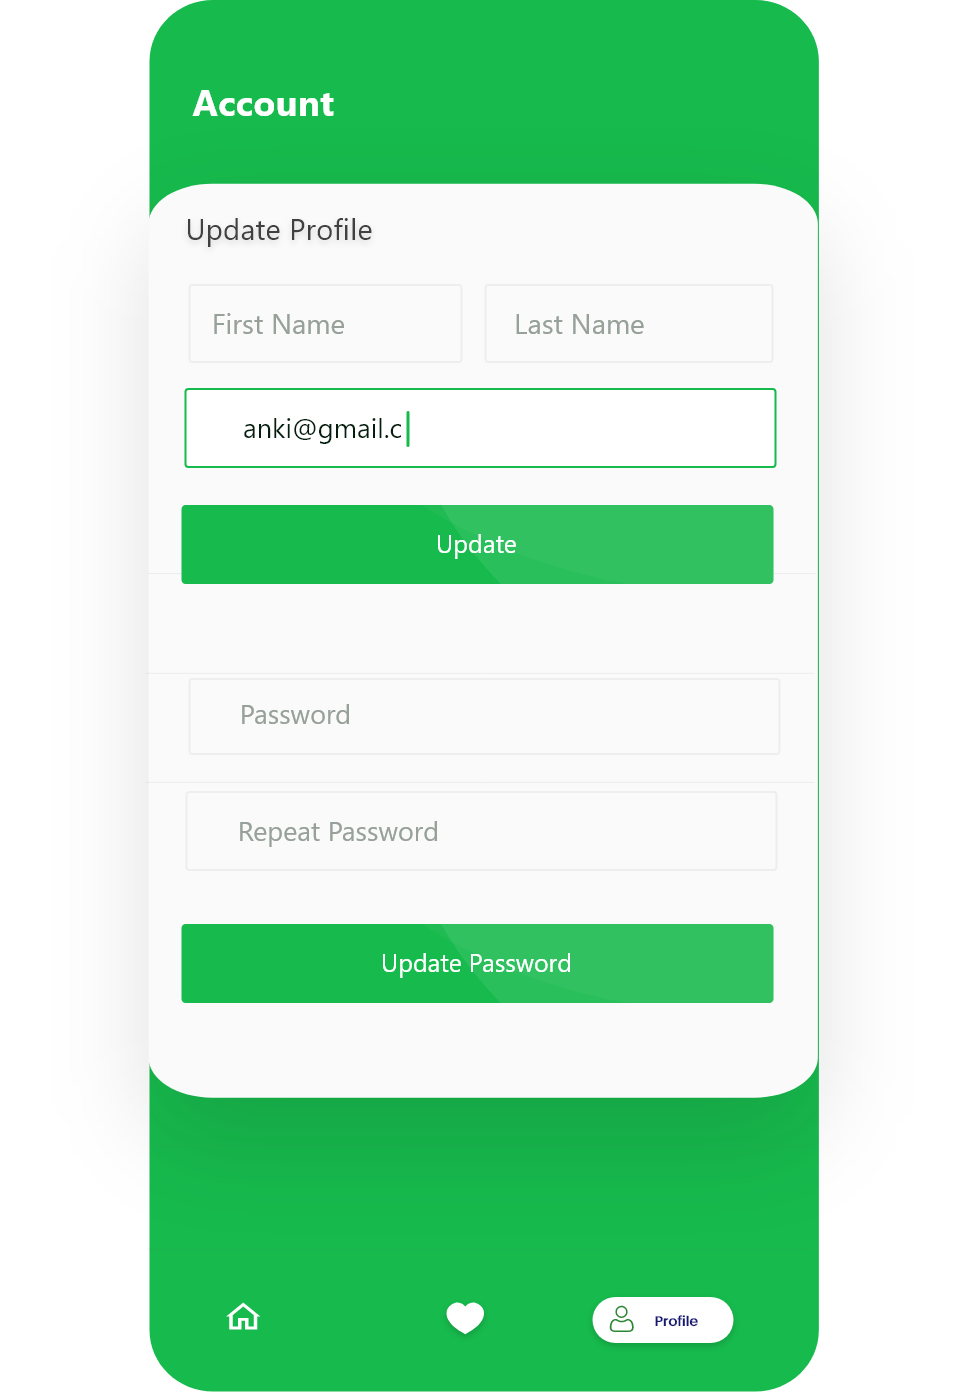 Account
Update Profile
First Name Last Name
anki@gmail.c
Update
Password
Repeat Password
Update Password
Profile